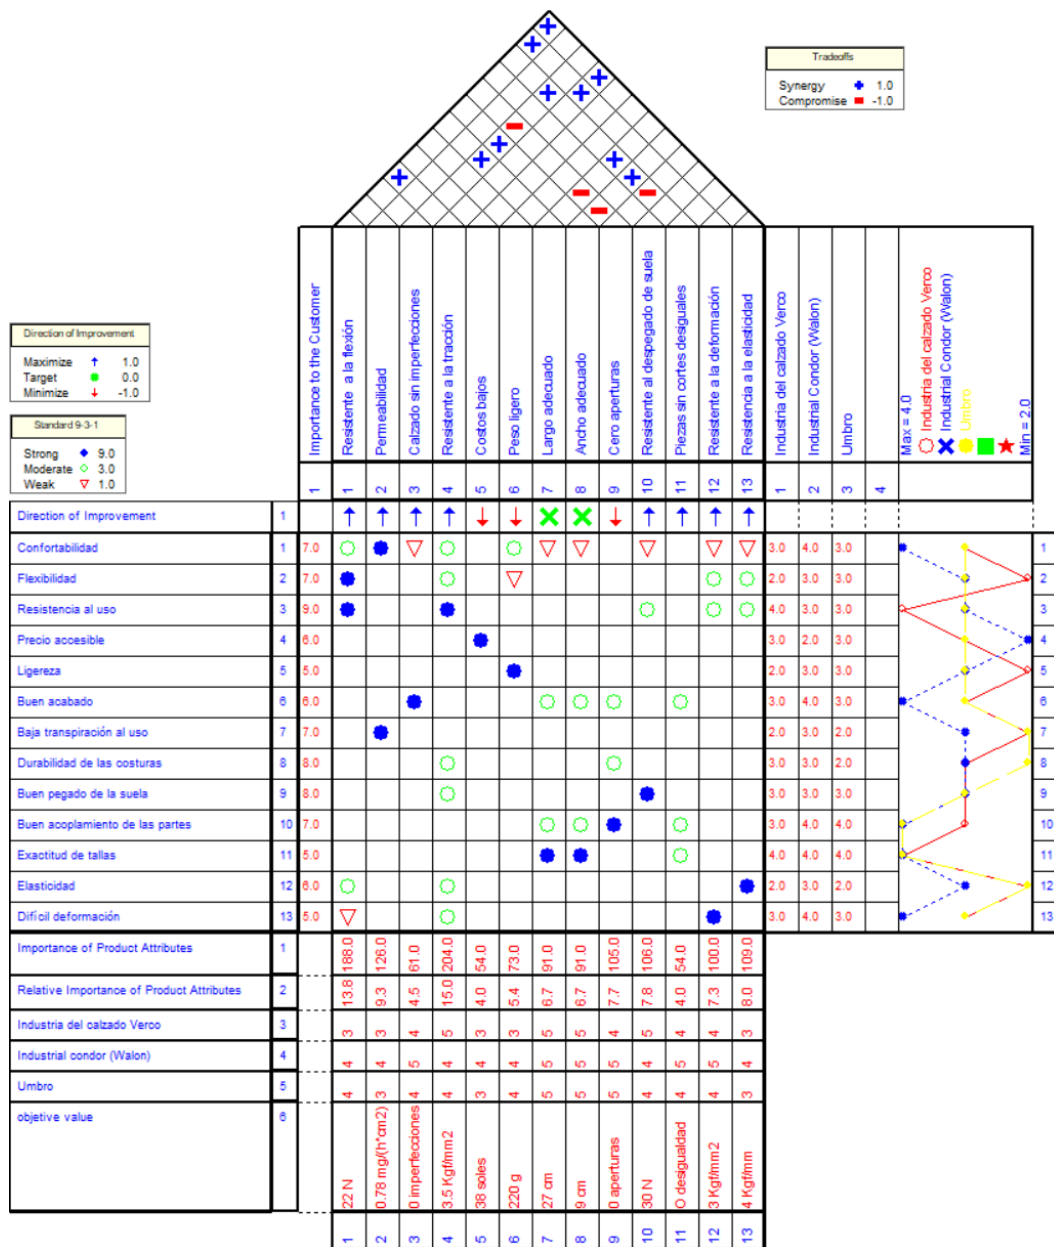 Tradeoffs
Synergy 1.0
Compromise -1.0
Direction of Improvement
Maximize 1.0
Target 0.0
Minimize -1.0
Standard 9-3-1
Strong 9.0
Moderate 3.0
Weak 1.0
Importance to the Customer
Resistente a la flexión
Permeabilidad
Calzado sin imperfecciones
Resistente a la tracción
Costos bajos
Peso ligero
Largo adecuado
Ancho adecuado
Cero aperturas
Resistente al despegado de suela
Piezas sin cortes desiguales
Resistente a la deformación
Resistencia a la elasticidad
Industria del calzado Verco
Industrial Condor (Walon)
Umbro
Max = 4.0
Industria del calzado Verco
Industrial Condor (Walon)
Umbro
Min = 2.0
1 1 2 3 4 5 6 7 8 9 10 11 12 13 1 2 3 4
Direction of Improvement 1
Confortabilidad 1 7.0 3.0 4.0 3.0 1
Flexibilidad 2 7.0 2.0 3.0 3.0 2
Resistencia al uso 3 9.0 4.0 3.0 3.0 3
Precio accesible 4 6.0 3.0 2.0 3.0 4
Ligereza 5 5.0 2.0 3.0 3.0 5
Buen acabado 6 6.0 3.0 4.0 3.0 6
Baja transpiración al uso 7 7.0 2.0 3.0 2.0 7
Durabilidad de las costuras 8 8.0 3.0 3.0 2.0 8
Buen pegado de la suela 9 8.0 3.0 3.0 3.0 9
Buen acoplamiento de las partes 10 7.0 3.0 4.0 4.0 10
Exactitud de tallas 11 5.0 4.0 4.0 4.0 11
Elasticidad 12 6.0 2.0 3.0 2.0 12
Difícil deformación 13 5.0 3.0 4.0 3.0 13
Importance of Product Attributes 1 188.0 126.0 61.0 204.0 54.0 73.0 91.0 91.0 105.0 106.0 54.0 100.0 109.0
Relative Importance of Product Attributes 2 13.8 9.3 4.5 15.0 4.0 5.4 6.7 6.7 7.7 7.8 4.0 7.3 8.0
Industria del calzado Verco 3 3 3 4 5 3 3 5 5 4 5 4 4 3
Industrial condor (Walon) 4 4 4 5 4 4 4 5 5 5 4 5 5 4
Umbro 5 4 3 4 4 3 4 5 5 5 4 4 4 3
objetive value 6 22 N 0.78 mg/(h*cm2) 0 imperfecciones 3.5 Kgf/mm2 38 soles 220 g 27 cm 9 cm 0 aperturas 30 N O desigualdad 3 Kgf/mm2 4 Kgf/mm
1 2 3 4 5 6 7 8 9 10 11 12 13